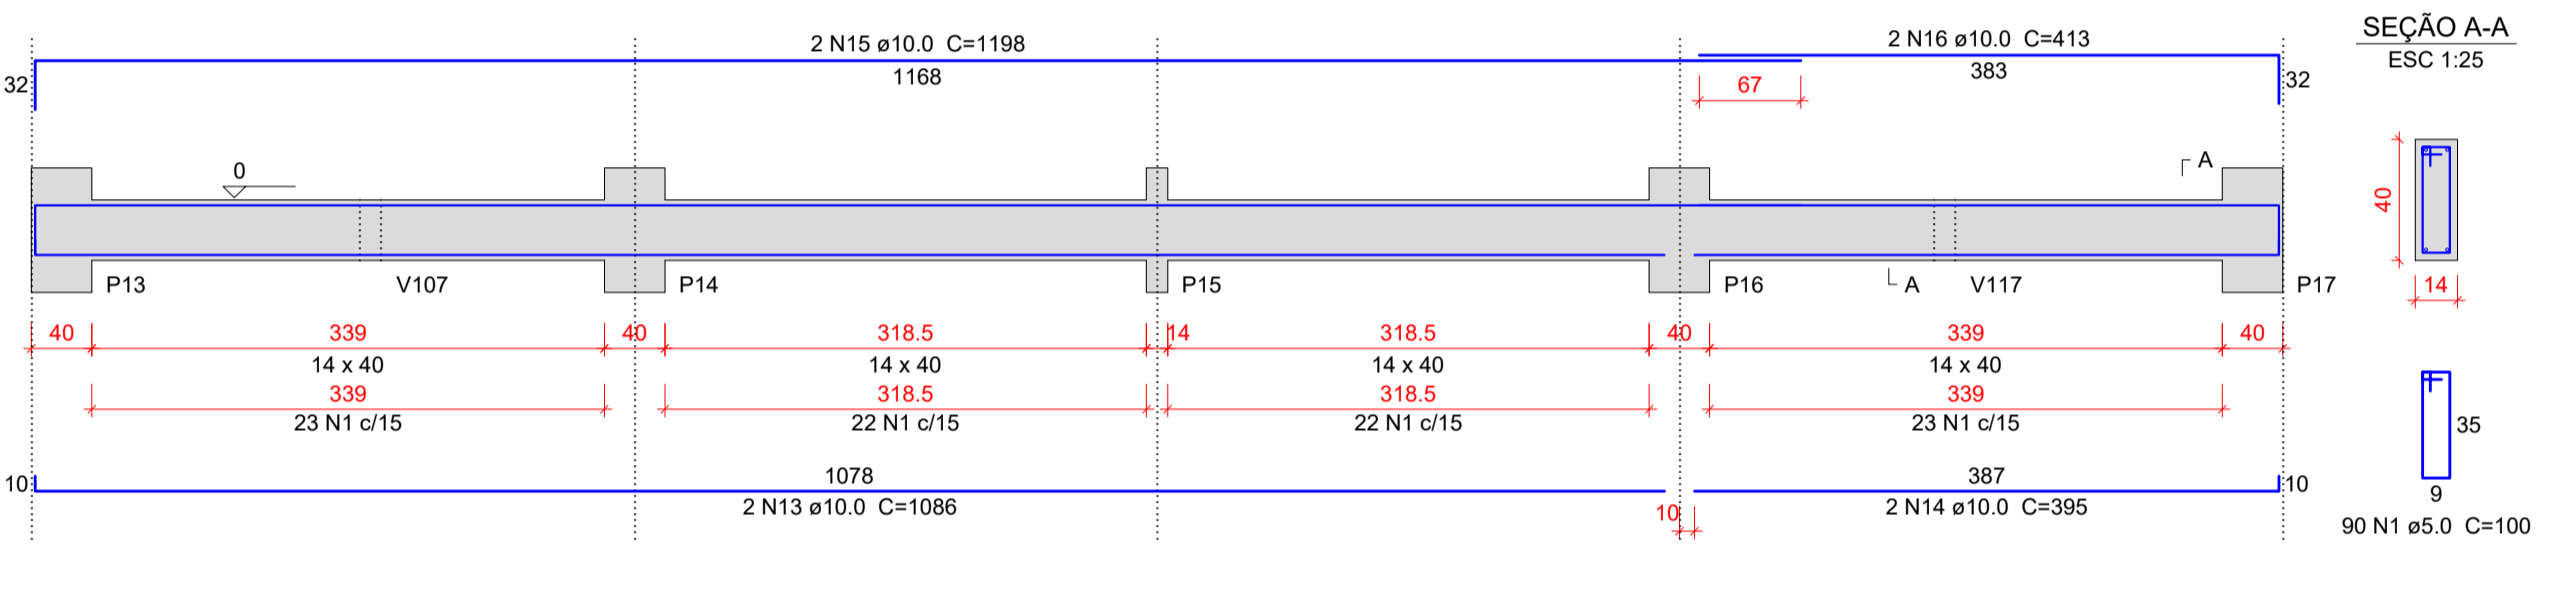 2 N15 ø10.0 C=1198
2 N16 ø10.0 C=413
SEÇÃO A-A
ESC 1:25
32
1168
383
32
67
0
A
40
P13
V107
P14
P15
P16
A
V117
P17
14
40
339
40
318.5
14
318.5
40
339
40
14 x 40
14 x 40
14 x 40
14 x 40
339
318.5
318.5
339
23 N1 c/15
22 N1 c/15
22 N1 c/15
23 N1 c/15
35
10
1078
387
10
9
2 N13 ø10.0 C=1086
10
2 N14 ø10.0 C=395
90 N1 ø5.0 C=100